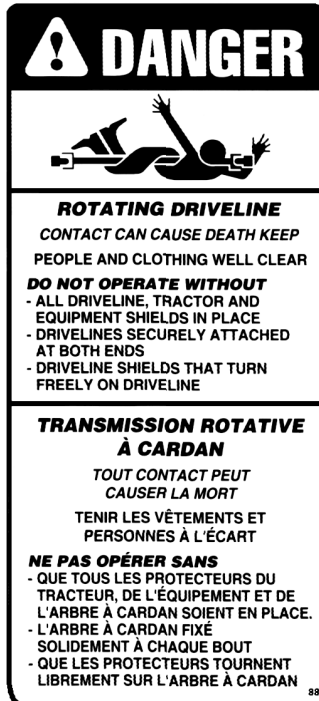 DANGER
ROTATING DRIVELINE
CONTACT CAN CAUSE DEATH KEEP
PEOPLE AND CLOTHING WELL CLEAR
DO NOT OPERATE WITHOUT
- ALL DRIVELINE, TRACTOR AND
EQUIPMENT SHIELDS IN PLACE
- DRIVELINES SECURELY ATTACHED
AT BOTH ENDS
- DRIVELINE SHIELDS THAT TURN
FREELY ON DRIVELINE
TRANSMISSION ROTATIVE
À CARDAN
TOUT CONTACT PEUT
CAUSER LA MORT
TENIR LES VÊTEMENTS ET
PERSONNES À L'ÉCART
NE PAS OPÉRER SANS
- QUE TOUS LES PROTECTEURS DU
TRACTEUR, DE L'ÉQUIPEMENT ET DE
L'ARBRE À CARDAN SOIENT EN PLACE.
- L'ARBRE À CARDAN FIXÉ
SOLIDEMENT À CHAQUE BOUT
- QUE LES PROTECTEURS TOURNENT
LIBREMENT SUR L'ARBRE À CARDAN